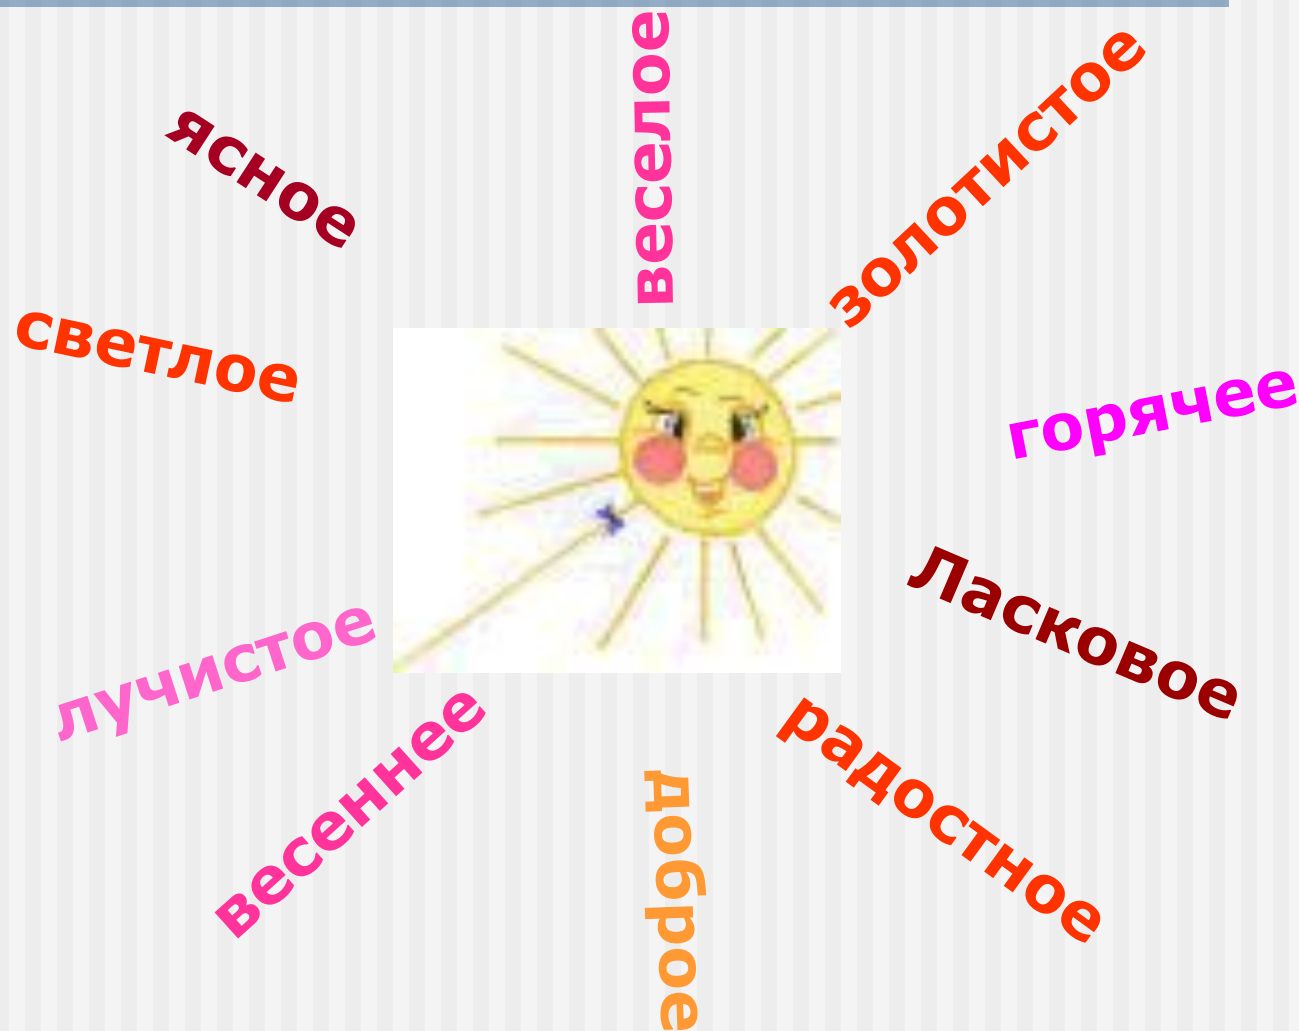 веселое
золотистое
ясное
светлое
горячее
Ласковое
лучистое
весеннее
радостное
доброе